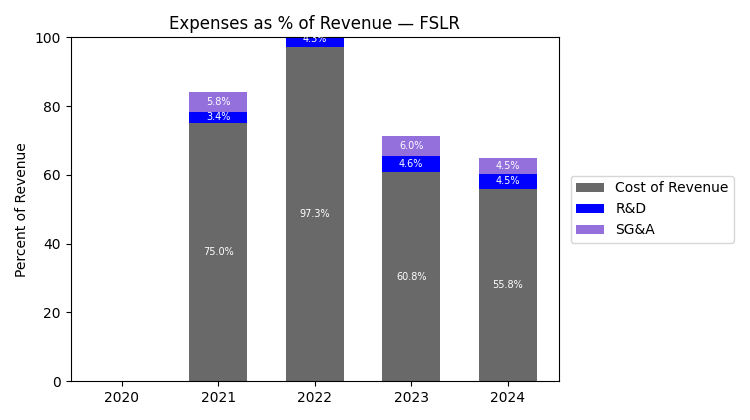 Expenses as % of Revenue — FSLR
Percent of Revenue
100
80
60
40
20
0
5.8%
3.4%
75.0%
4.3%
97.3%
6.0%
4.6%
60.8%
4.5%
4.5%
55.8%
2020 2021 2022 2023 2024
Cost of Revenue
R&D
SG&A